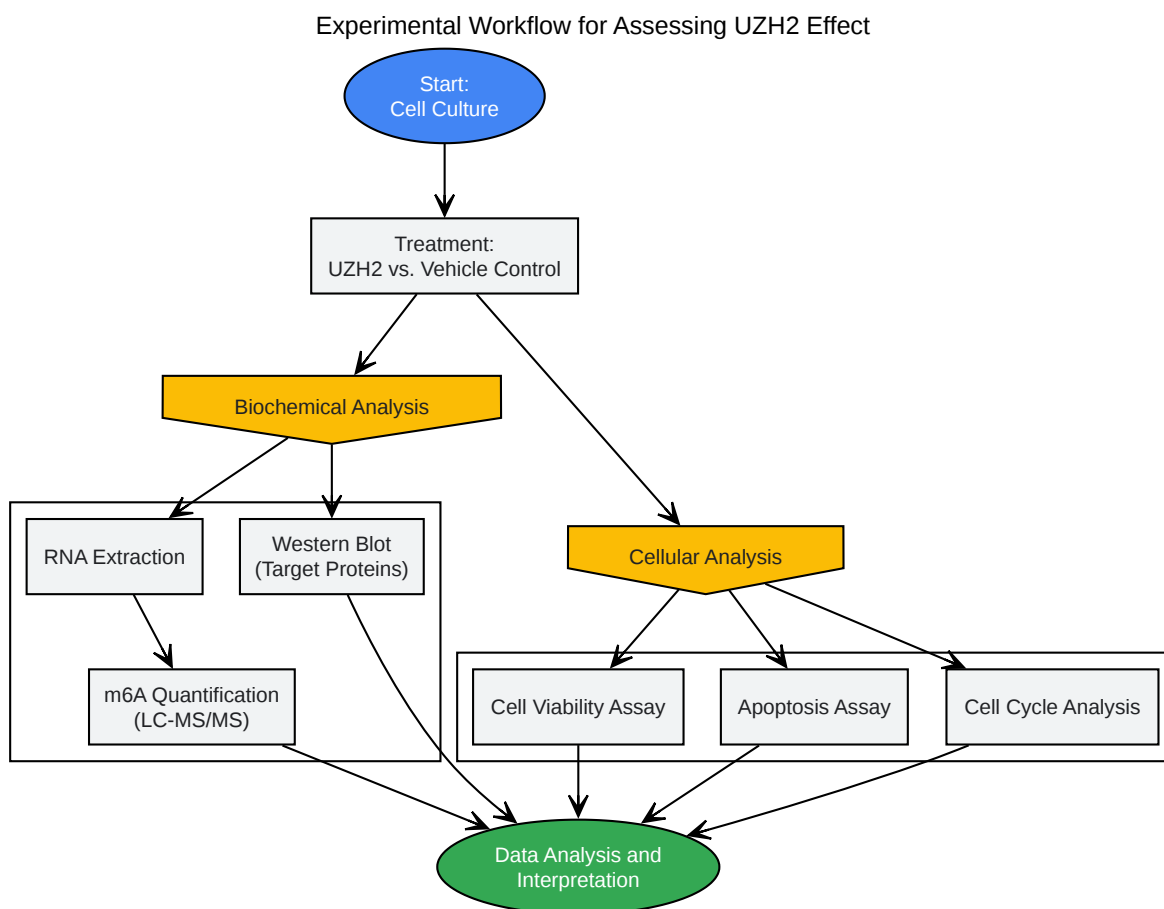 Experimental Workflow for Assessing UZH2 Effect
Start:
Cell Culture
Treatment:
UZH2 vs. Vehicle Control
Biochemical Analysis
RNA Extraction
Western Blot
(Target Proteins)
Cellular Analysis
m6A Quantification
(LC-MS/MS)
Cell Viability Assay
Apoptosis Assay
Cell Cycle Analysis
Data Analysis and
Interpretation